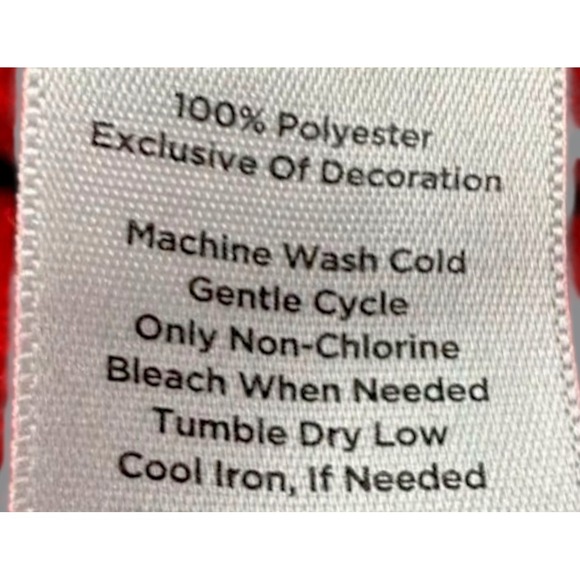 100% Polyester
Exclusive Of Decoration
Machine Wash Cold
Gentle Cycle
Only Non-Chlorine
Bleach When Needed
Tumble Dry Low
Cool Iron, If Needed